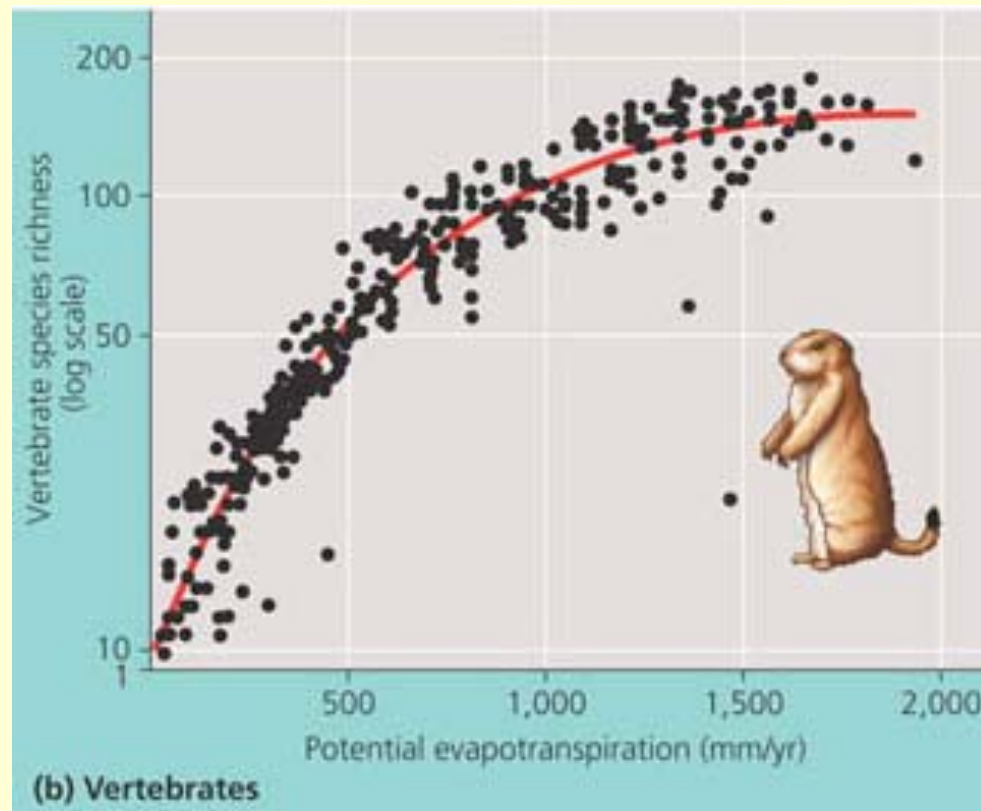 Vertebrate species richness
(log scale)
200
100
50
10
1
500
1,000
1,500
2,000
Potential evapotranspiration (mm/yr)
(b) Vertebrates